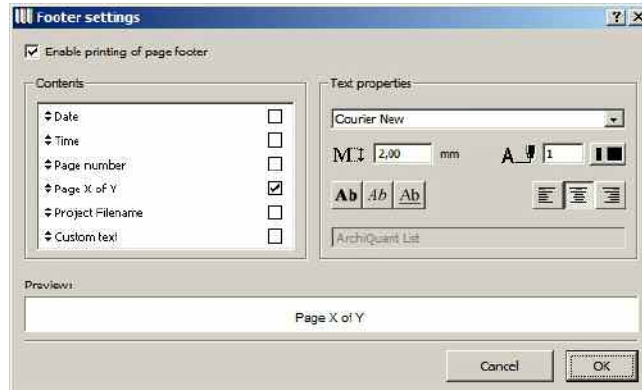 Footer settings
Enable printing of page footer
Contents
Date
Time
Page number
Page X of Y
Project Filename
Custom text
Text properties
Courier New
M 2,00 mm A 1
Ab Ab Ab
ArchiQuant List
Preview:
Page X of Y
Cancel OK